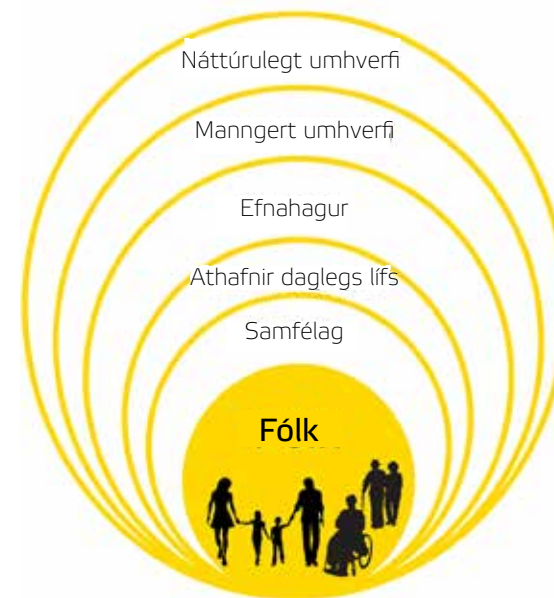 Náttúrulegt umhverfi
Manngert umhverfi
Efnahagur
Athafnir daglegs lífs
Samfélag
Fólk